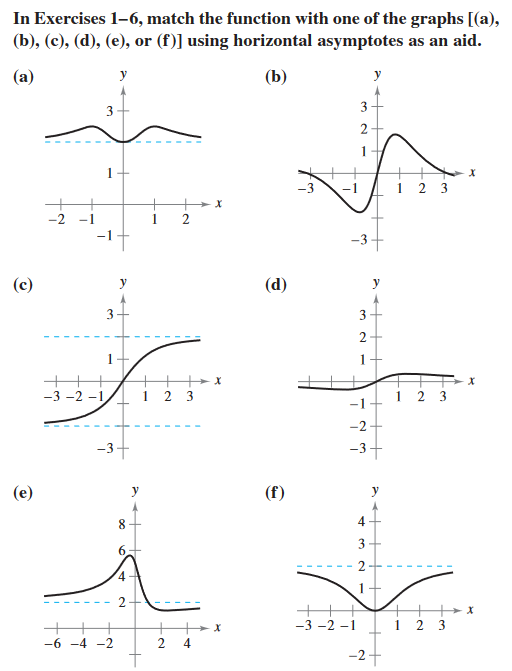 In Exercises 1–6, match the function with one of the graphs [(a),
(b), (c), (d), (e), or (f)] using horizontal asymptotes as an aid.
(a)
y
3
1
x
−2 −1 1 2
−1
(b)
y
3
2
1
x
−3 −1 1 2 3
−3
(c)
y
3
1
x
−3 −2 −1 1 2 3
−3
(d)
y
3
2
1
x
1 2 3
−1
−2
−3
(e)
y
8
6
4
2
x
−6 −4 −2 2 4
(f)
y
4
3
2
1
x
−3 −2 −1 1 2 3
−2